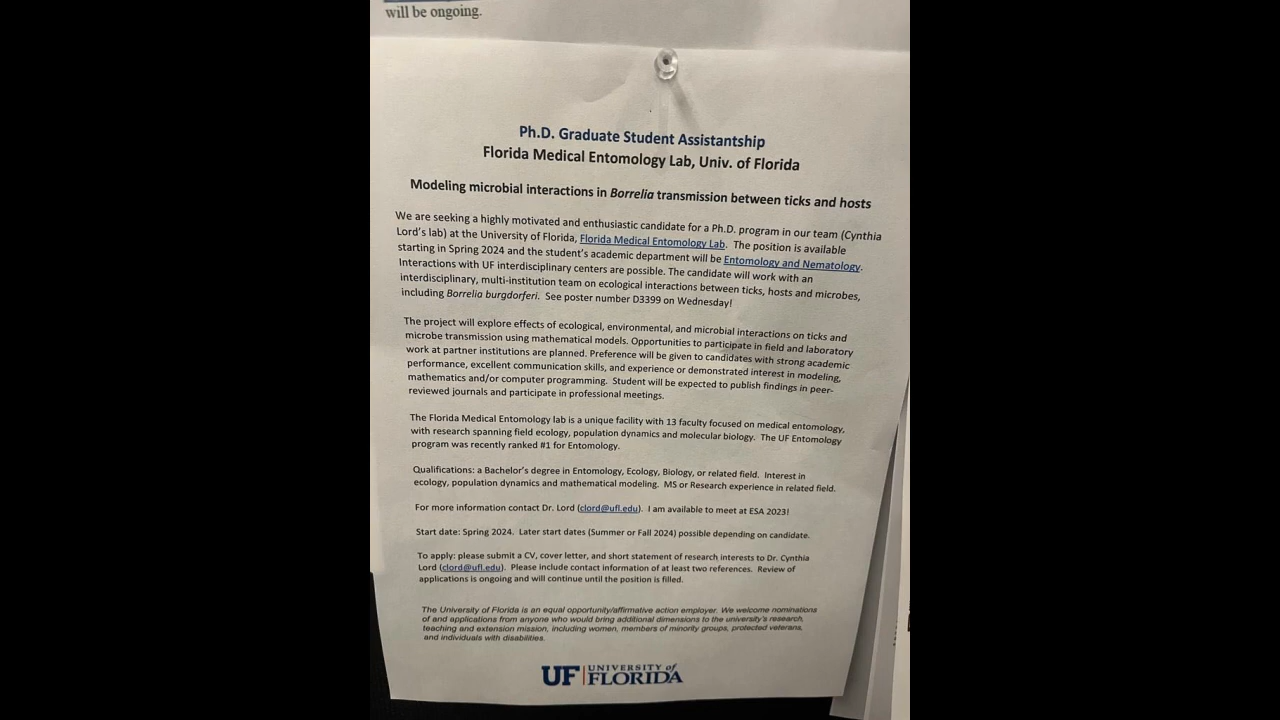 will be ongoing.
Ph.D. Graduate Student Assistantship
Florida Medical Entomology Lab, Univ. of Florida
Modeling microbial interactions in Borrelia transmission between ticks and hosts
We are seeking a highly motivated and enthusiastic candidate for a Ph.D. program in our team (Cynthia
Lord's lab) at the University of Florida, Florida Medical Entomology Lab. The position is available
starting in Spring 2024 and the student's academic department will be Entomology and Nematology.
Interactions with UF interdisciplinary centers are possible. The candidate will work with an
interdisciplinary, multi-institution team on ecological interactions between ticks, hosts and microbes,
including Borrelia burgdorferi. See poster number D3399 on Wednesday!
The project will explore effects of ecological, environmental, and microbial interactions on ticks and
microbe transmission using mathematical models. Opportunities to participate in field and laboratory
work at partner institutions are planned. Preference will be given to candidates with strong academic
performance, excellent communication skills, and experience or demonstrated interest in modeling,
mathematics and/or computer programming. Student will be expected to publish findings in peer-
reviewed journals and participate in professional meetings.
The Florida Medical Entomology lab is a unique facility with 13 faculty focused on medical entomology,
with research spanning field ecology, population dynamics and molecular biology. The UF Entomology
program was recently ranked #1 for Entomology.
Qualifications: a Bachelor's degree in Entomology, Ecology, Biology, or related field. Interest in
ecology, population dynamics and mathematical modeling. MS or Research experience in related field.
For more information contact Dr. Lord (clord@ufl.edu). I am available to meet at ESA 2023!
Start date: Spring 2024. Later start dates (Summer or Fall 2024) possible depending on candidate.
To apply: please submit a CV, cover letter, and short statement of research interests to Dr. Cynthia
Lord (clord@ufl.edu). Please include contact information of at least two references. Review of
applications is ongoing and will continue until the position is filled.
The University of Florida is an equal opportunity/affirmative action employer. We welcome nominations
of and applications from anyone who would bring additional dimensions to the university's research,
teaching and extension mission, including women, members of minority groups, protected veterans,
and individuals with disabilities.
UF UNIVERSITY of
FLORIDA